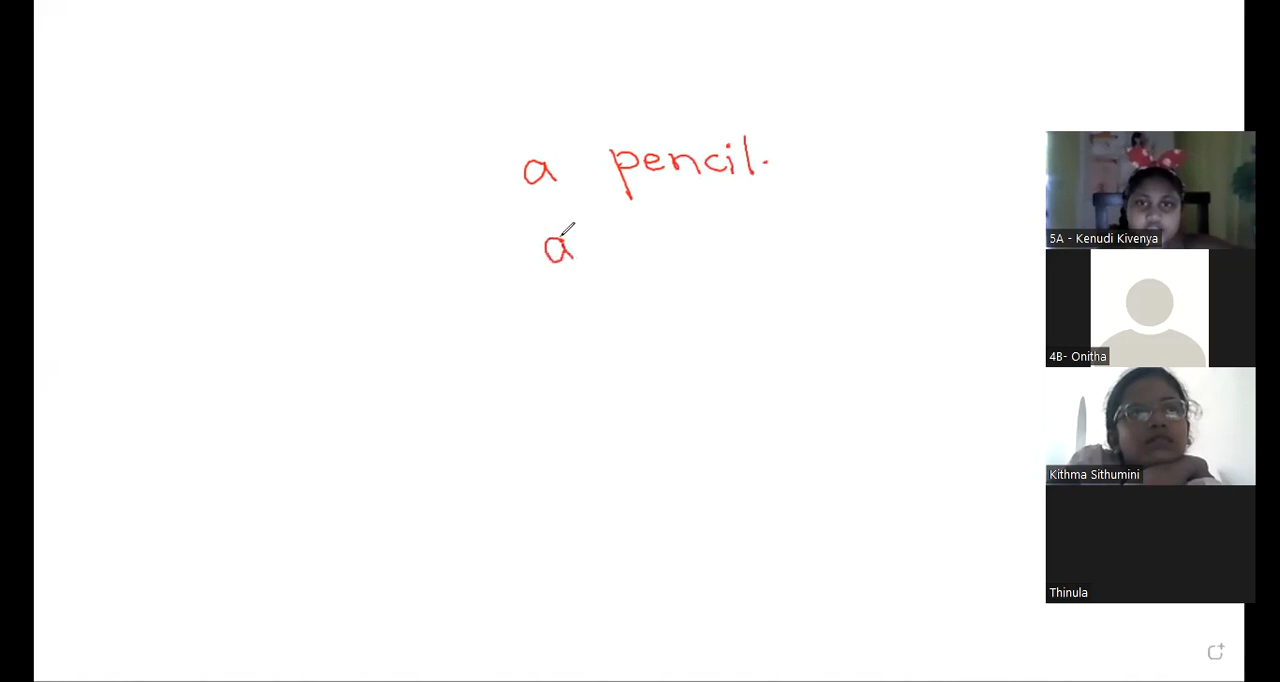 a pencil.
a
5A - Kenudi Kivenya
4B- Onitha
Kithma Sithumini
Thinula